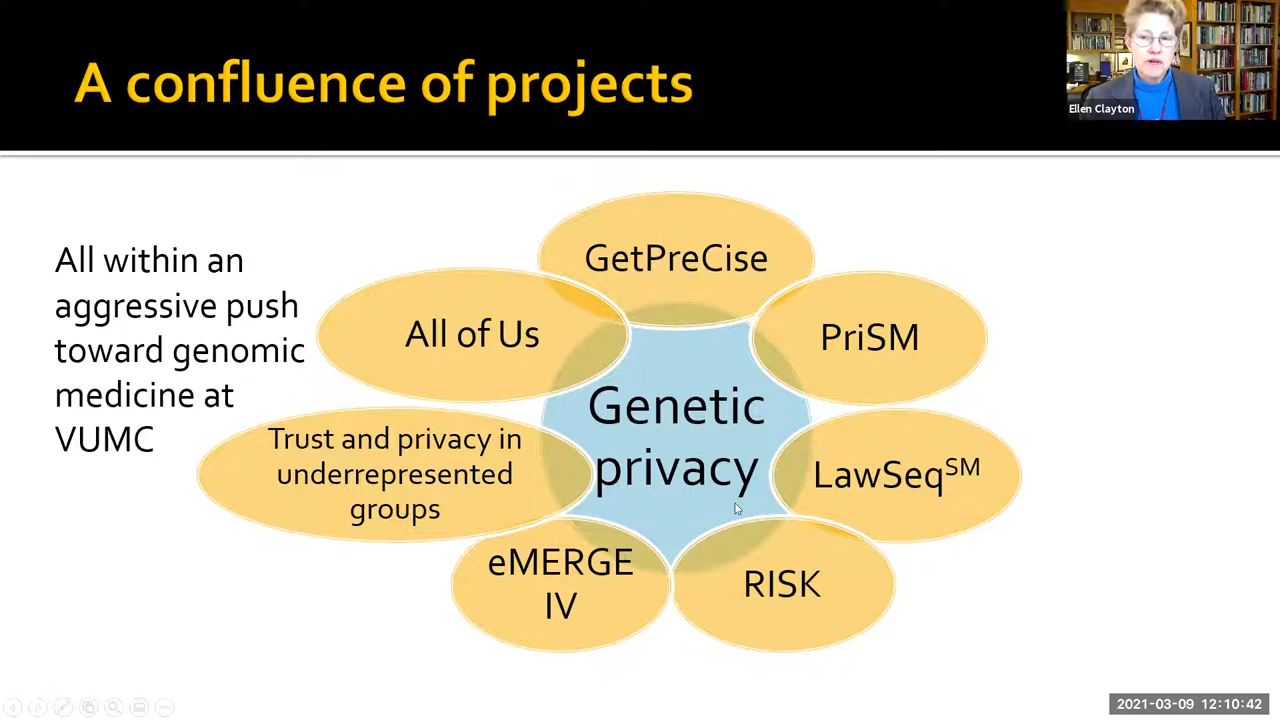 A confluence of projects
Ellen Clayton
All within an
aggressive push
toward genomic
medicine at
VUMC
GetPreCise
All of Us
PriSM
Genetic
privacy
Trust and privacy in
underrepresented
groups
LawSeqSM
eMERGE
IV
RISK
2021-03-09 12:10:42